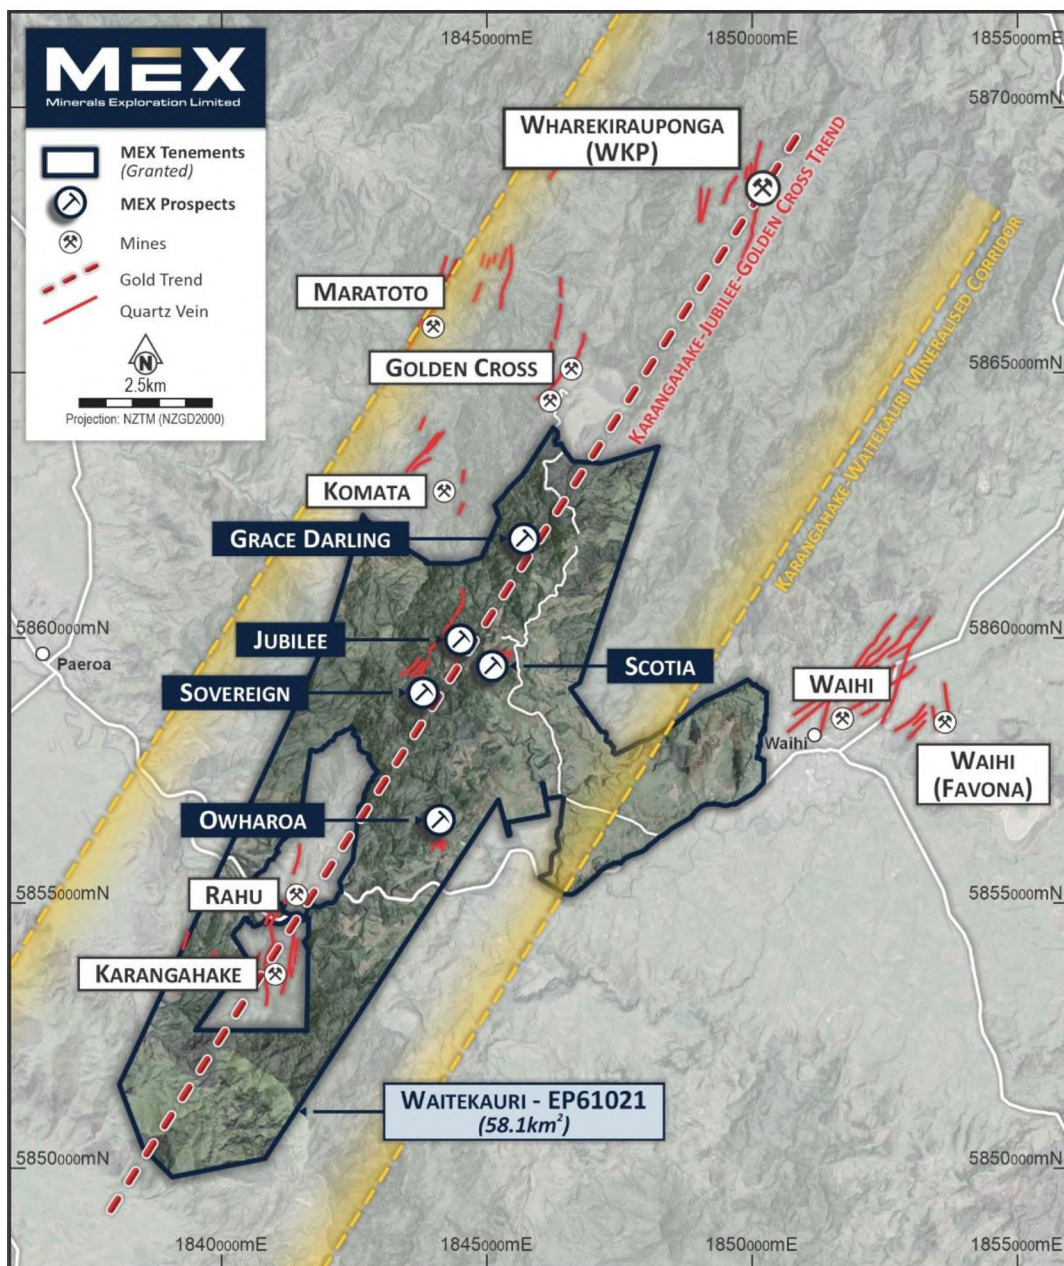 MEX
Minerals Exploration Limited
MEX Tenements
(Granted)
MEX Prospects
Mines
Gold Trend
Quartz Vein
N
2.5km
Projection: NZTM (NZGD2000)
1845000mE
1850000mE
1855000mE
5870000mN
WHAREKIRAUPONGA
(WKP)
KARANGAHAKE-JUBILEE-GOLDEN CROSS TREND
KARANGAHAKE-WAITEKAURI MINERALISED CORRIDOR
MARATOTO
GOLDEN CROSS
5865000mN
KOMATA
GRACE DARLING
5860000mN
5860000mN
Paeroa
JUBILEE
SCOTIA
SOVEREIGN
WAIHI
Waihi
WAIHI
(FAVONA)
OWHAROA
5855000mN
5855000mN
RAHU
KARANGAHAKE
WAITEKAURI - EP61021
(58.1km²)
5850000mN
5850000mN
1840000mE
1845000mE
1850000mE
1855000mE